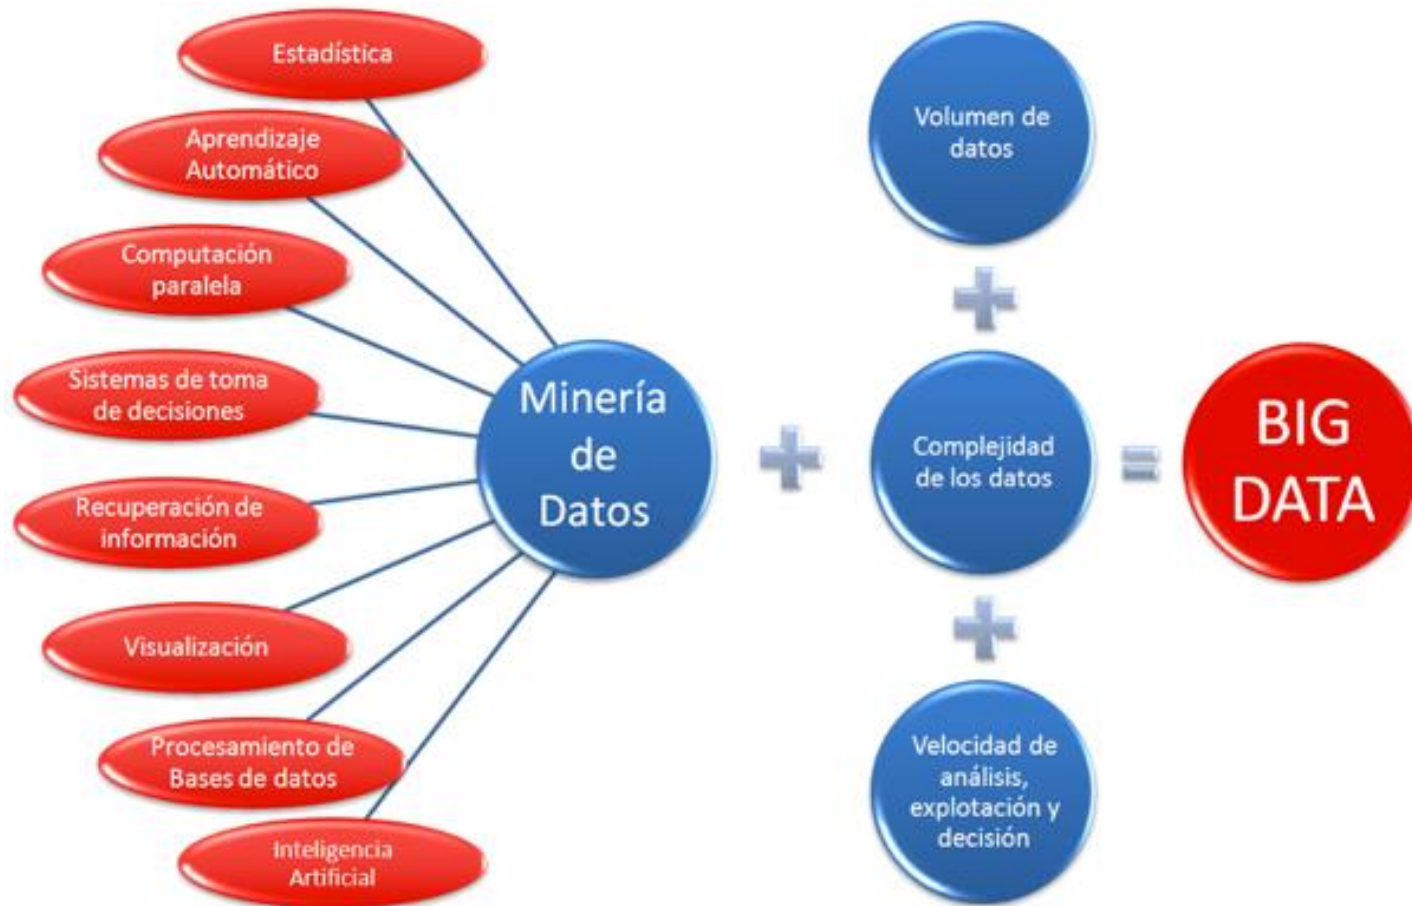 Estadística
Aprendizaje
Automático
Computación
paralela
Sistemas de toma
de decisiones
Recuperación de
información
Visualización
Procesamiento de
Bases de datos
Inteligencia
Artificial
Minería
de
Datos
+
Volumen de
datos
+
Complejidad
de los datos
+
Velocidad de
análisis,
explotación y
decisión
=
BIG
DATA